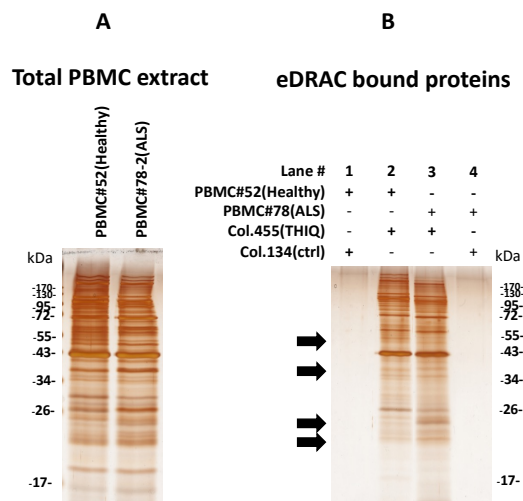 A
Total PBMC extract
PBMC#52(Healthy)
PBMC#78-2(ALS)
kDa
-170-
-130-
-95-
-72-
-55-
-43-
-34-
-26-
-17-
B
eDRAC bound proteins
Lane # 1 2 3 4
PBMC#52(Healthy) + + - -
PBMC#78(ALS) - - + +
Col.455(THIQ) - + + -
Col.134(ctrl) + - - +
kDa
-170-
-130-
-95-
-72-
-55-
-43-
-34-
-26-
-17-